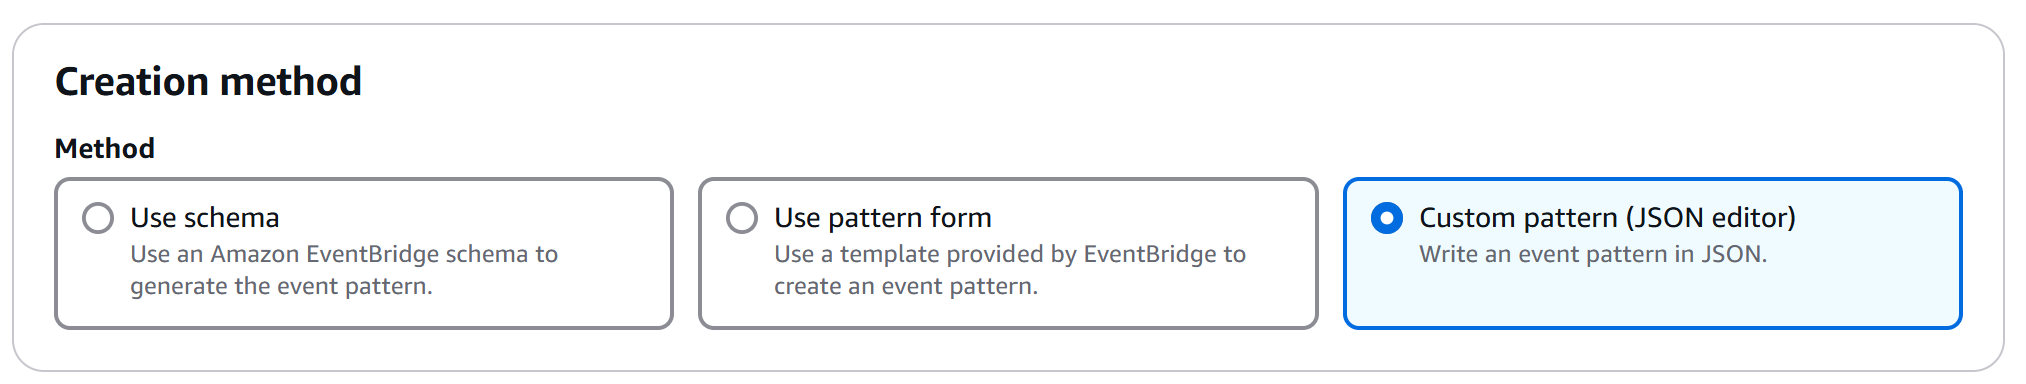 Creation method
Method
Use schema
Use an Amazon EventBridge schema to
generate the event pattern.
Use pattern form
Use a template provided by EventBridge to
create an event pattern.
Custom pattern (JSON editor)
Write an event pattern in JSON.